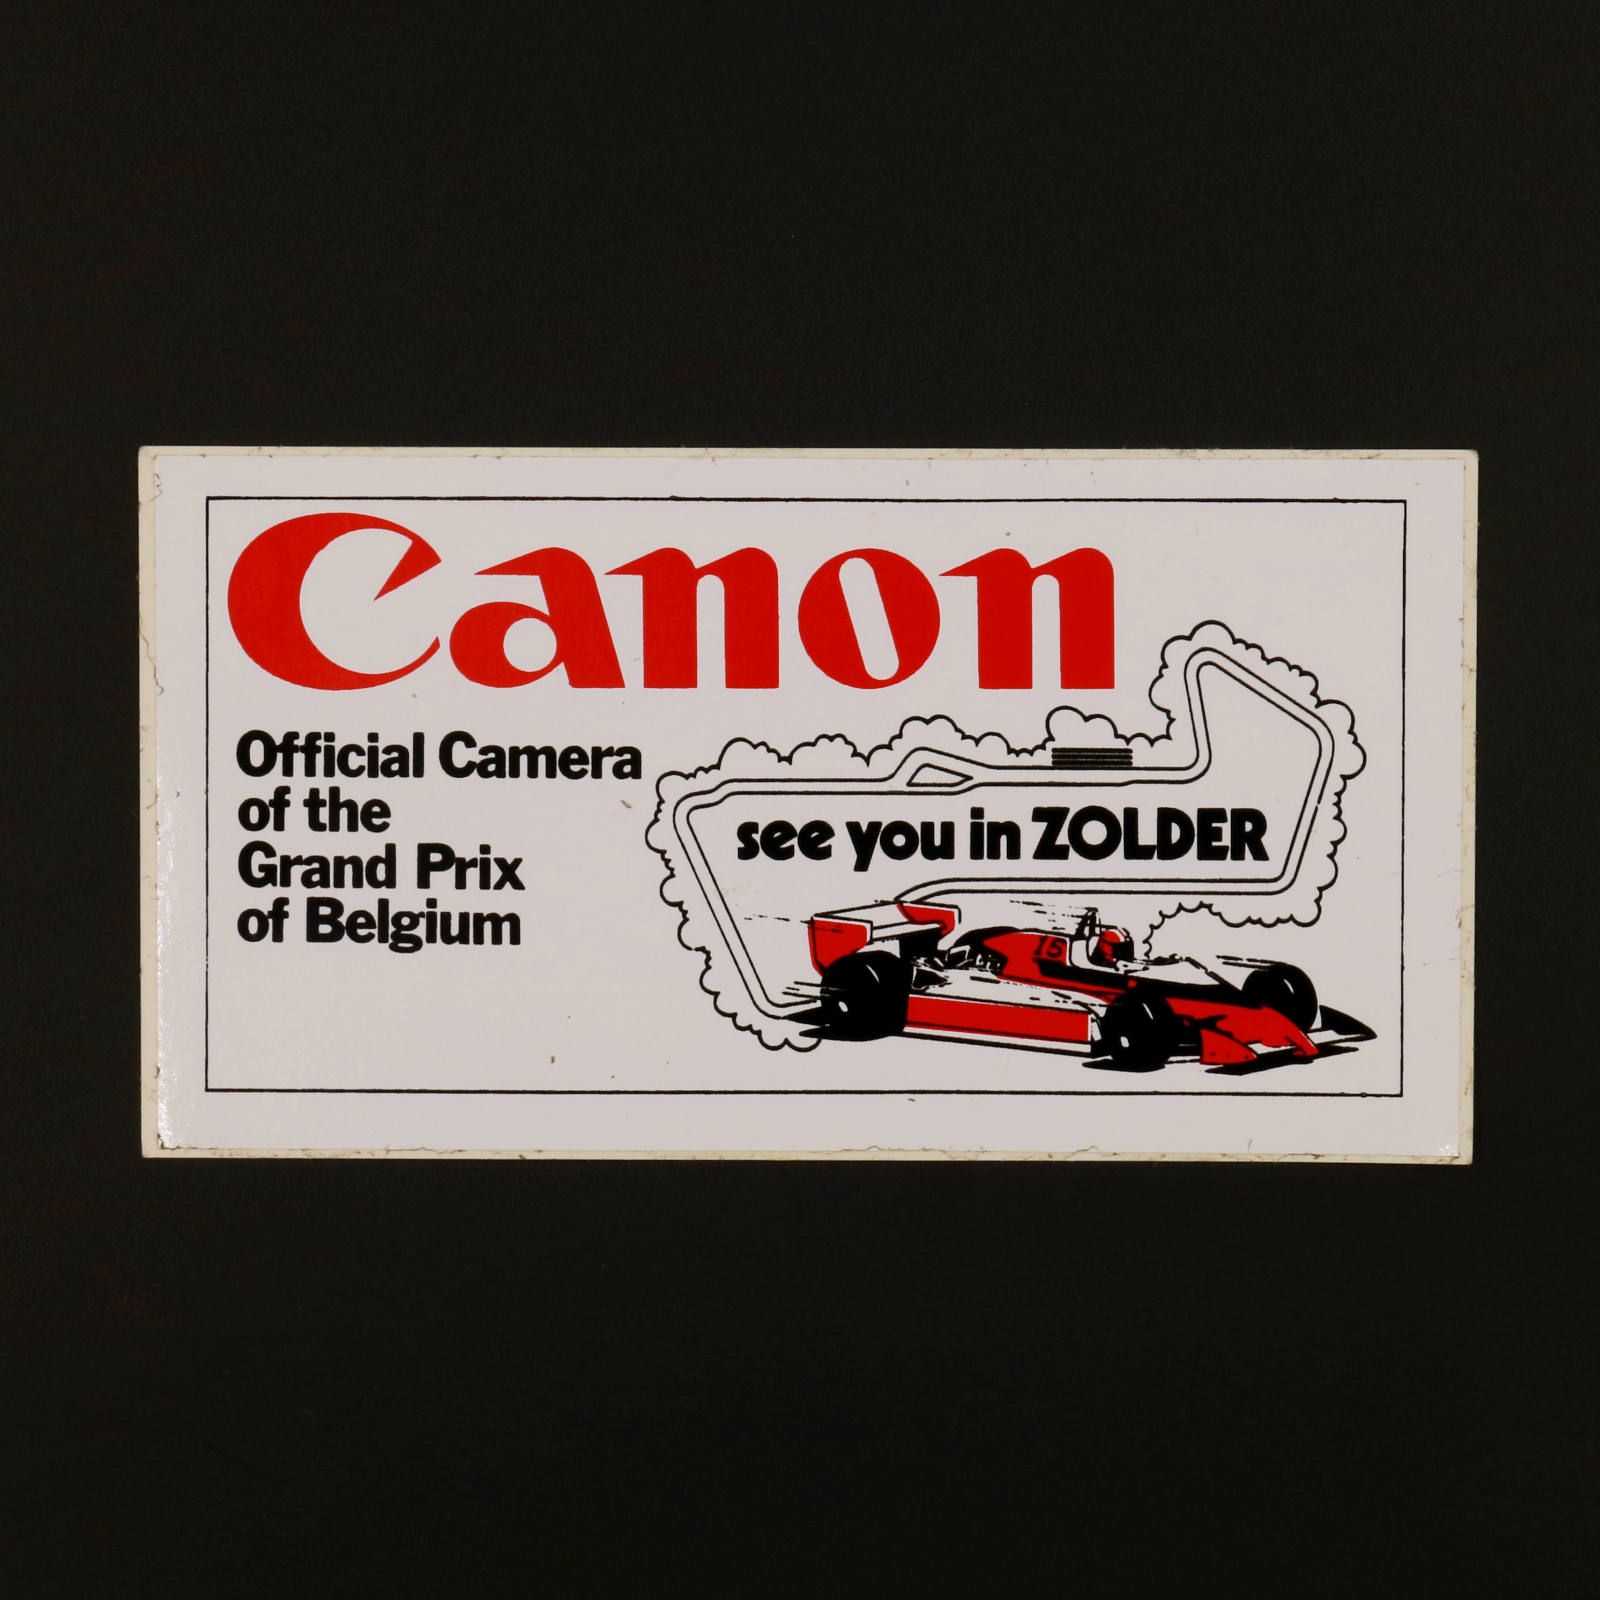 Canon
Official Camera
of the
Grand Prix
of Belgium
see you in ZOLDER
15